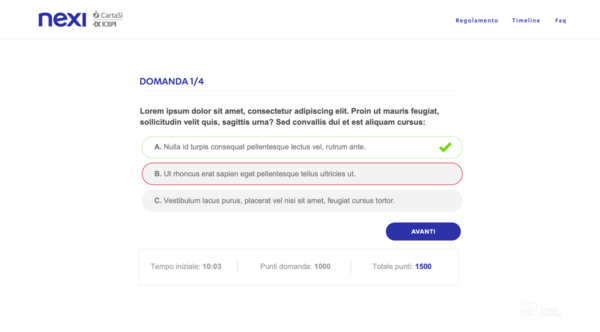 nexi CartaSi ICBPI
Regolamento Timeline Faq
DOMANDA 1/4
Lorem ipsum dolor sit amet, consectetur adipiscing elit. Proin ut mauris feugiat,
sollicitudin velit quis, sagittis urna? Sed convallis dui et est aliquam cursus:
A. Nulla id turpis consequat pellentesque lectus vel, rutrum ante.
B. Ut rhoncus erat sapien eget pellentesque tellus ultricies ut.
C. Vestibulum lacus purus, placerat vel nisi sit amet, feugiat cursus tortor.
AVANTI
Tempo iniziale: 10:03 Punti domanda: 1000 Totale punti: 1500